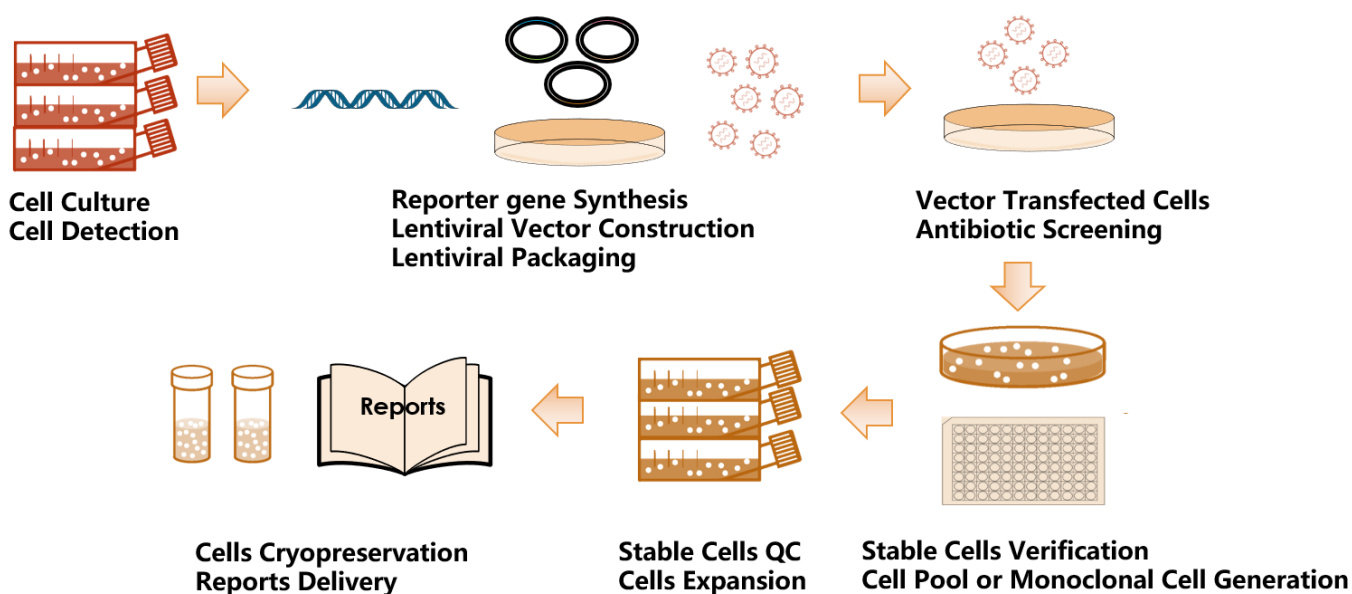 Cell Culture
Cell Detection
Reporter gene Synthesis
Lentiviral Vector Construction
Lentiviral Packaging
Vector Transfected Cells
Antibiotic Screening
Reports
Cells Cryopreservation
Reports Delivery
Stable Cells QC
Cells Expansion
Stable Cells Verification
Cell Pool or Monoclonal Cell Generation